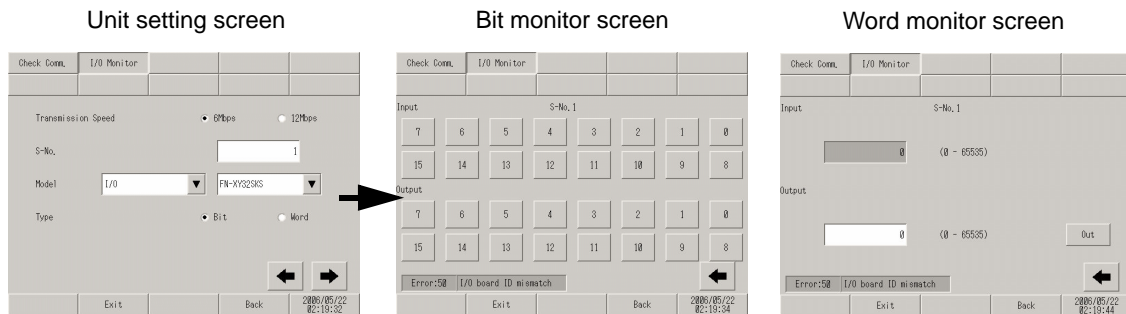 Unit setting screen
Check Comm. I/O Monitor
Transmission Speed 6Mbps 12Mbps
S-No. 1
Model I/O ▼ FN-XY32SKS ▼
Type Bit Word
Exit Back 2006/05/22 02:19:32
Bit monitor screen
Check Comm. I/O Monitor
Input S-No. 1
7 6 5 4 3 2 1 0
15 14 13 12 11 10 9 8
Output
7 6 5 4 3 2 1 0
15 14 13 12 11 10 9 8
Error:50 I/O board ID mismatch
Exit Back 2006/05/22 02:19:34
Word monitor screen
Check Comm. I/O Monitor
Input S-No. 1
0 (0 - 65535)
Output
0 (0 - 65535) Out
Error:50 I/O board ID mismatch
Exit Back 2006/05/22 02:19:44